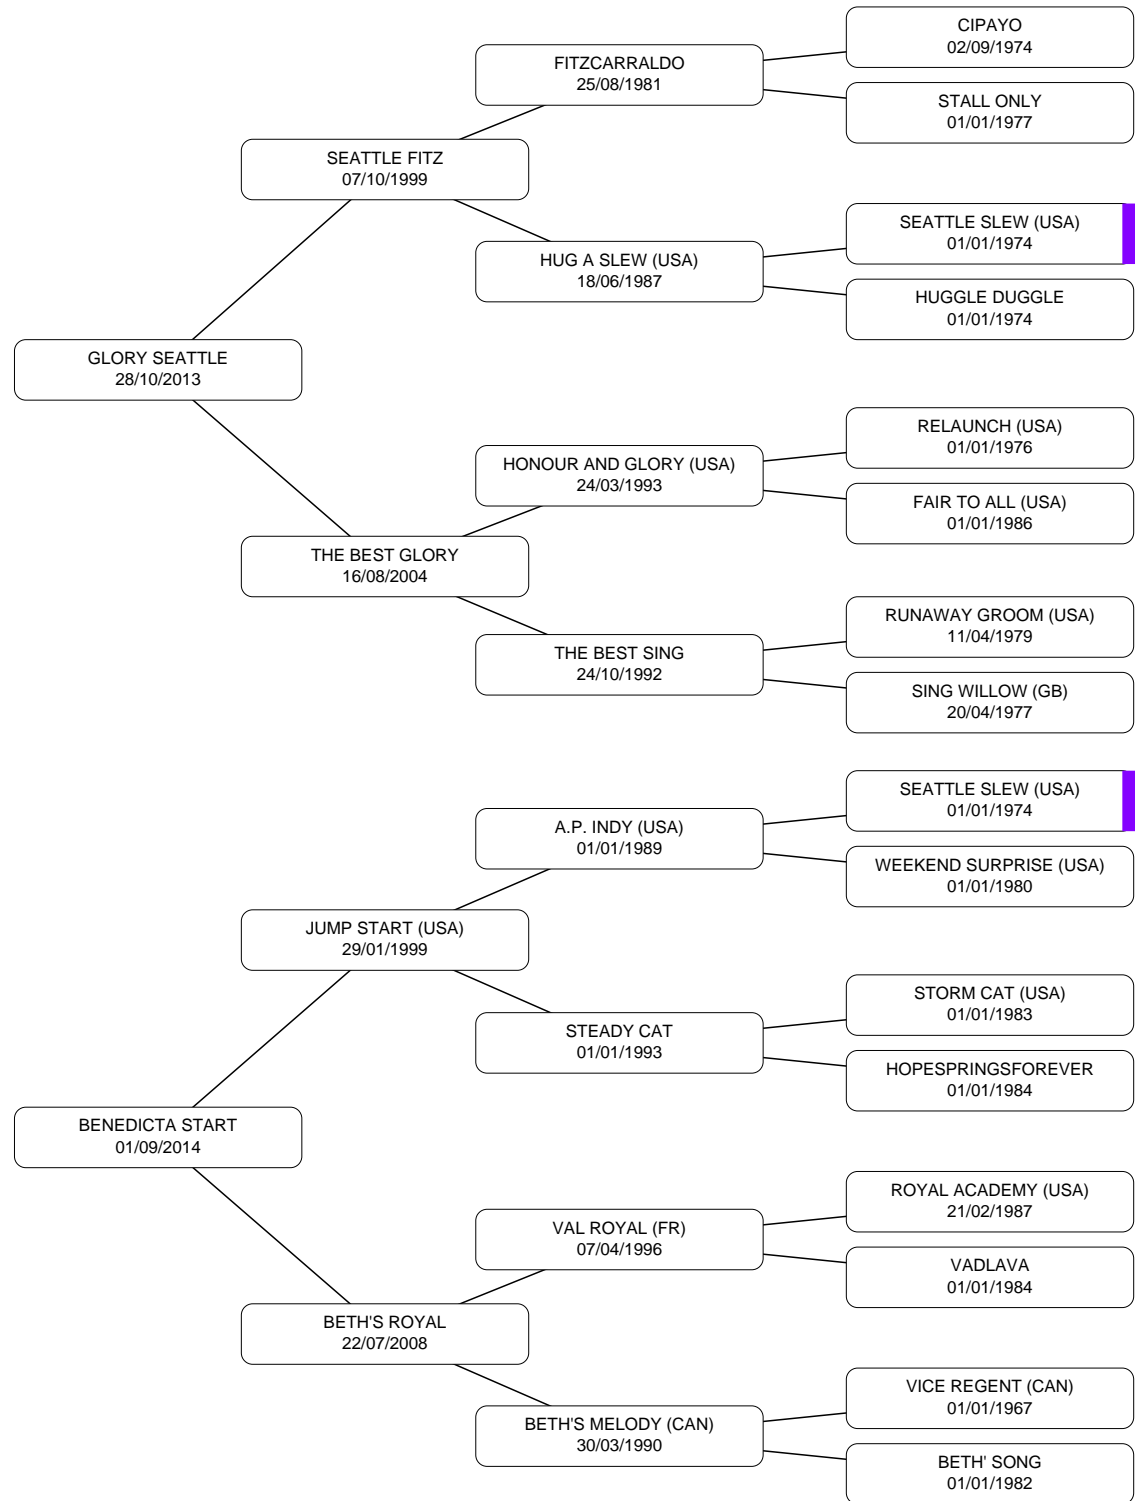 CIPAYO
02/09/1974
FITZCARRALDO
25/08/1981
STALL ONLY
01/01/1977
SEATTLE FITZ
07/10/1999
SEATTLE SLEW (USA)
01/01/1974
HUG A SLEW (USA)
18/06/1987
HUGGLE DUGGLE
01/01/1974
GLORY SEATTLE
28/10/2013
RELAUNCH (USA)
01/01/1976
HONOUR AND GLORY (USA)
24/03/1993
FAIR TO ALL (USA)
01/01/1986
THE BEST GLORY
16/08/2004
RUNAWAY GROOM (USA)
11/04/1979
THE BEST SING
24/10/1992
SING WILLOW (GB)
20/04/1977
SEATTLE SLEW (USA)
01/01/1974
A.P. INDY (USA)
01/01/1989
WEEKEND SURPRISE (USA)
01/01/1980
JUMP START (USA)
29/01/1999
STORM CAT (USA)
01/01/1983
STEADY CAT
01/01/1993
HOPESPRINGSFOREVER
01/01/1984
BENEDICTA START
01/09/2014
ROYAL ACADEMY (USA)
21/02/1987
VAL ROYAL (FR)
07/04/1996
VADLAVA
01/01/1984
BETH'S ROYAL
22/07/2008
VICE REGENT (CAN)
01/01/1967
BETH'S MELODY (CAN)
30/03/1990
BETH' SONG
01/01/1982